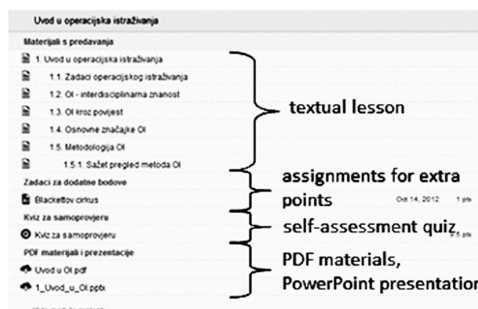 Uvod u operacijska istraživanja
Materijali s predavanja
1. Uvod u operacijska istraživanja
1.1. Zadaci operacijskog istraživanja
1.2. OI - interdisciplinarna znanost
1.3. OI kroz povijest
1.4. Osnovne značajke OI
1.5. Metodologija OI
1.5.1. Sažet pregled metoda OI
textual lesson
Zadaci za dodatne bodove
Blackettov cirkus
Oct 14, 2012 1 pts
assignments for extra
points
Kviz za samoprovjeru
Kviz za samoprovjeru
self-assessment quiz
PDF materijali i prezentacije
Uvod u OI.pdf
1_Uvod_u_OI.pptx
PDF materials,
PowerPoint presentation